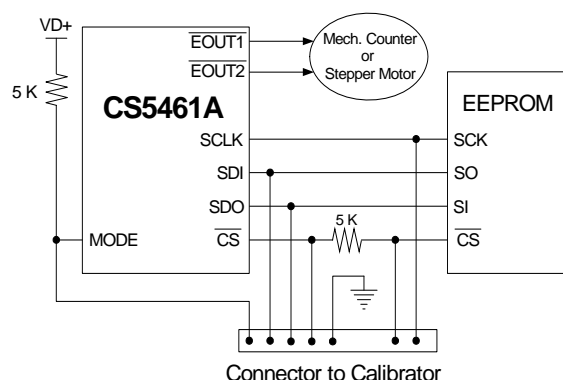 VD+
5 K
CS5461A
EOUT1
EOUT2
SCLK
SDI
SDO
CS
MODE
Mech. Counter
or
Stepper Motor
5 K
EEPROM
SCK
SO
SI
CS
Connector to Calibrator